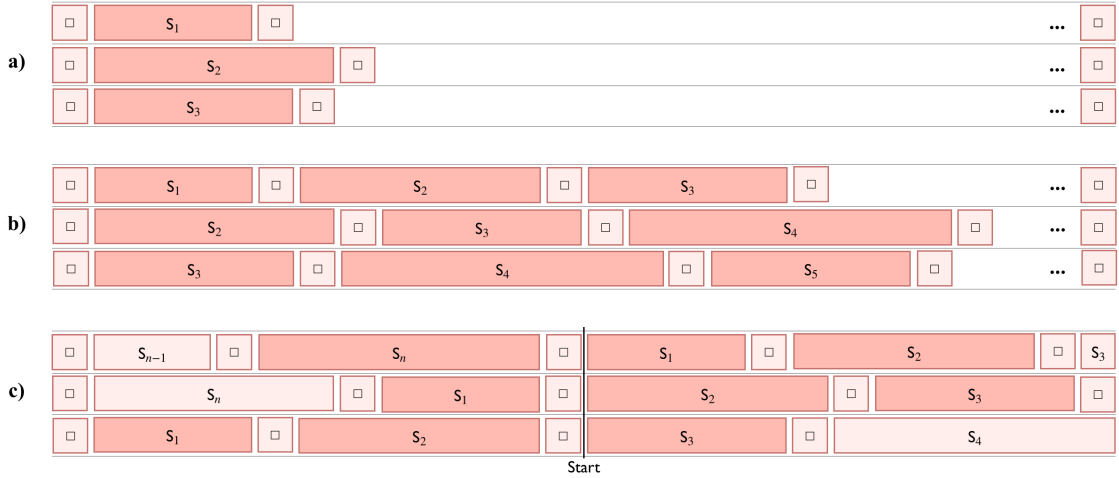 □ S₁ □ ... □
a) □ S₂ □ ... □
□ S₃ □ ... □
□ S₁ □ S₂ □ S₃ □ ... □
b) □ S₂ □ S₃ □ S₄ □ ... □
□ S₃ □ S₄ □ S₅ □ ... □
□ Sₙ₋₁ □ Sₙ □ S₁ □ S₂ □ S₃
c) □ Sₙ □ S₁ □ S₂ □ S₃ □
□ S₁ □ S₂ □ S₃ □ S₄
Start